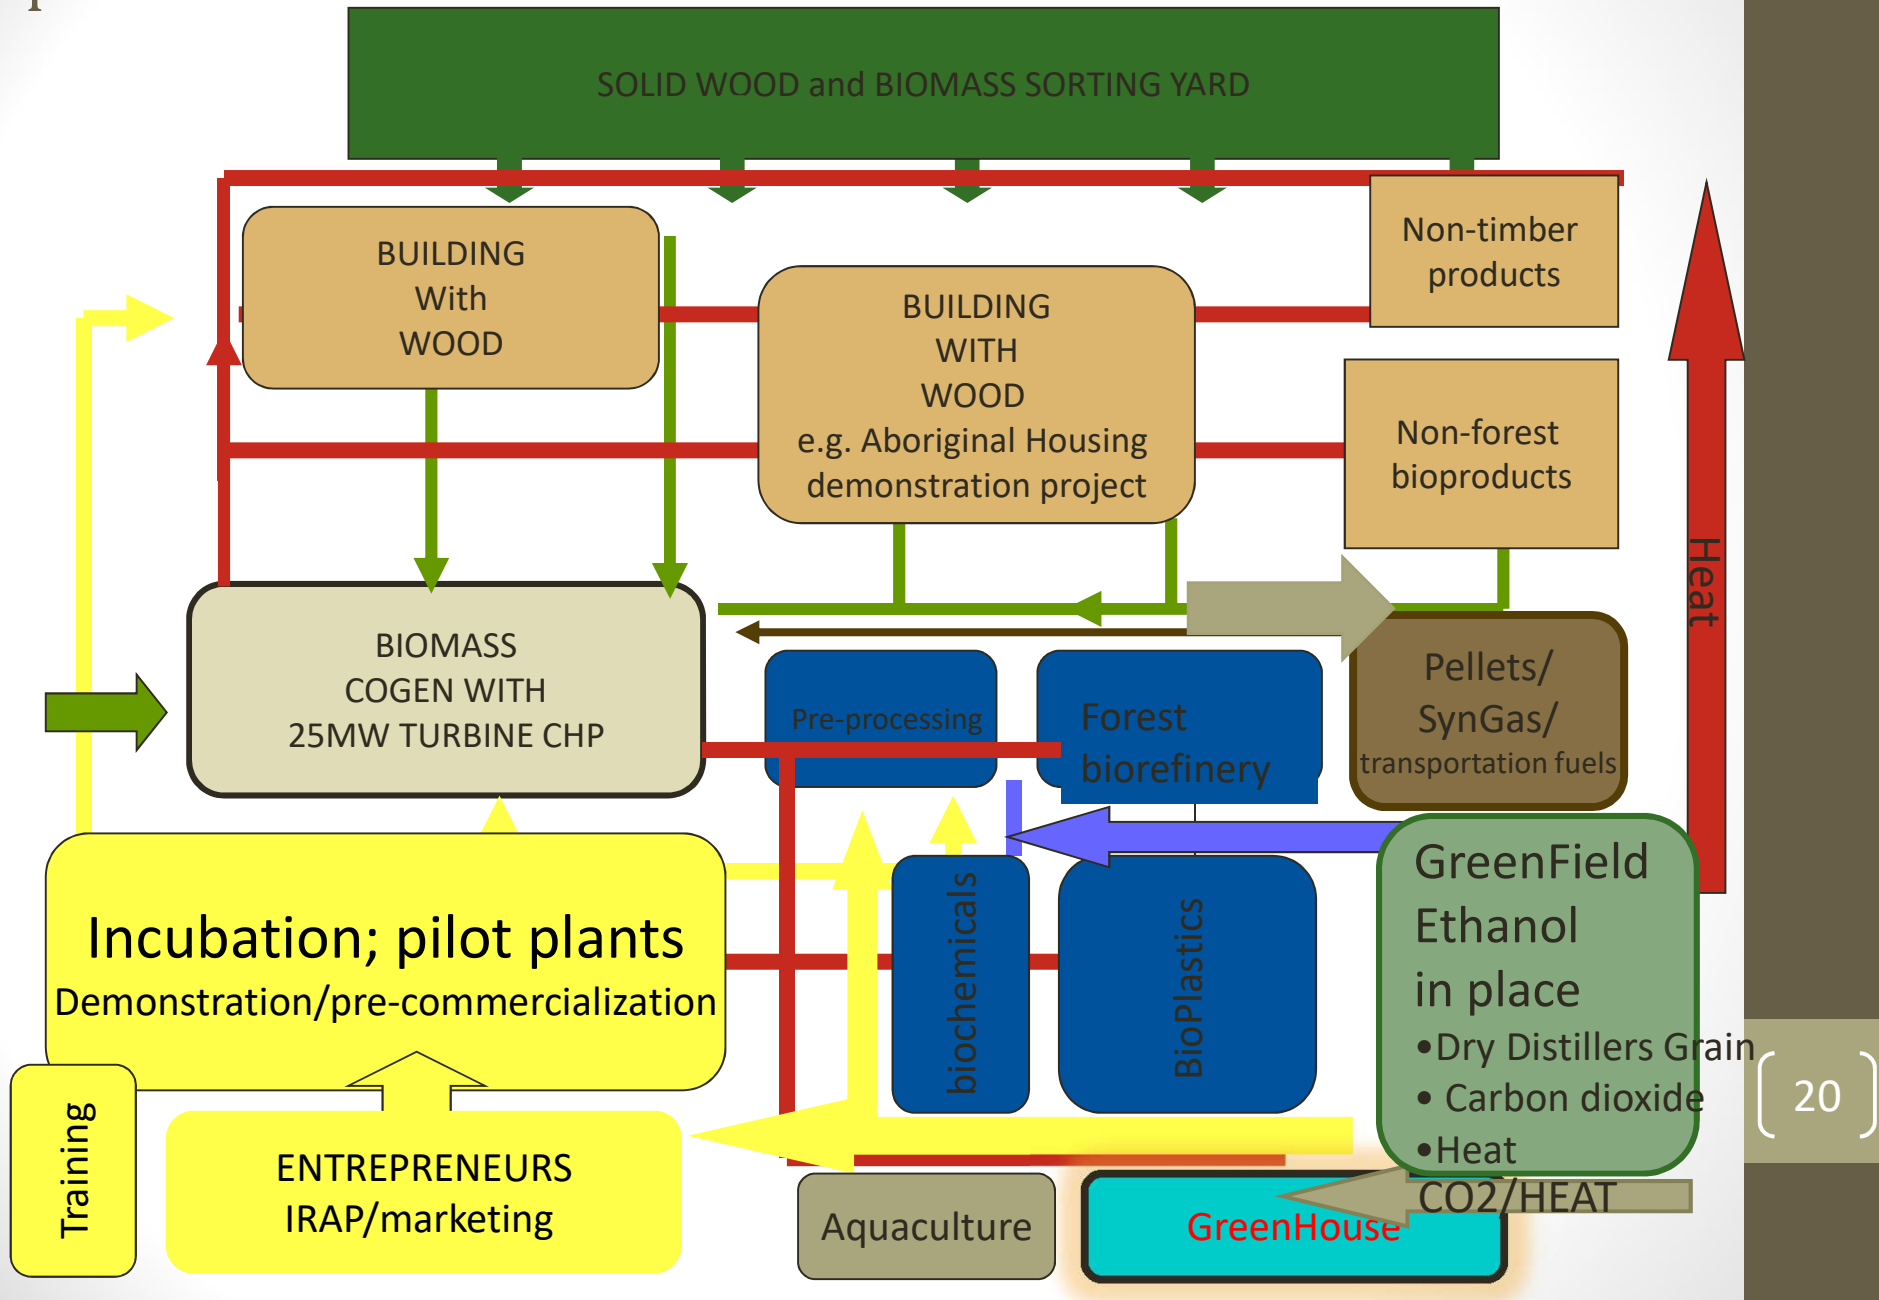 SOLID WOOD and BIOMASS SORTING YARD
BUILDING
With
WOOD
BUILDING
WITH
WOOD
e.g. Aboriginal Housing
demonstration project
Non-timber
products
Non-forest
bioproducts
Heat
BIOMASS
COGEN WITH
25MW TURBINE CHP
Pre-processing
Forest
biorefinery
Pellets/
SynGas/
transportation fuels
Incubation; pilot plants
Demonstration/pre-commercialization
biochemicals
BioPlastics
GreenField
Ethanol
in place
•Dry Distillers Grain
• Carbon dioxide
•Heat
CO2/HEAT
20
Training
ENTREPRENEURS
IRAP/marketing
Aquaculture
GreenHouse